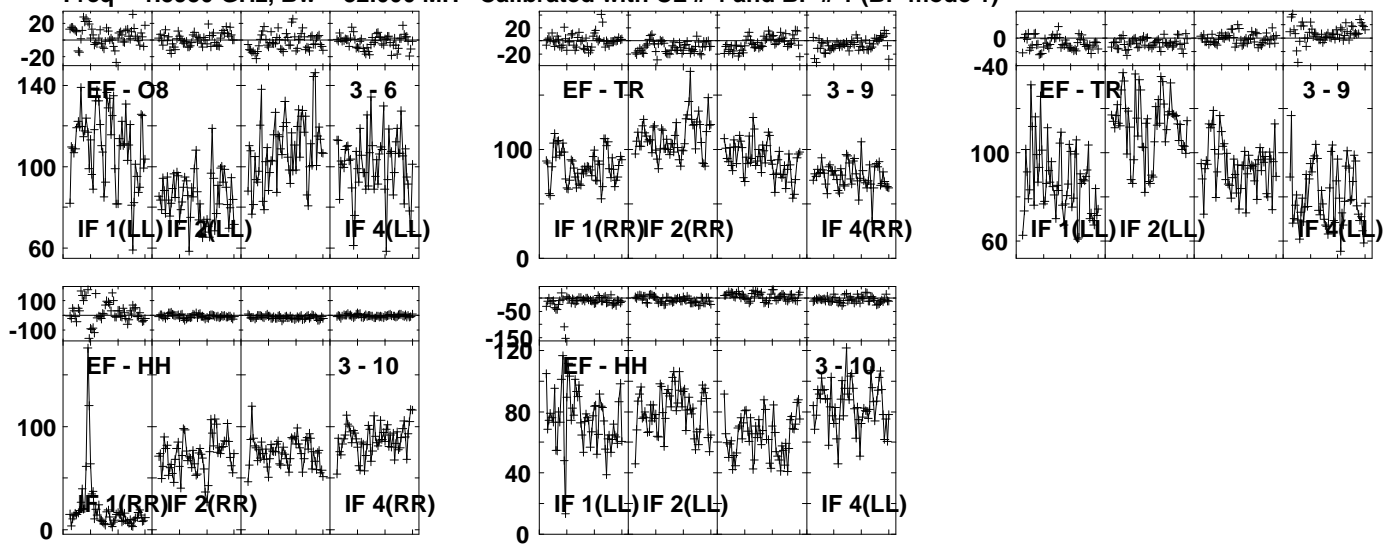 Calibrated with CL # and BP # 1 (BP mode 1)
20
-20
140
100
60
EF - O8
3 - 6
IF 1(LL)
IF 2(LL)
IF 4(LL)
20
-20
100
0
EF - TR
3 - 9
IF 1(RR)
IF 2(RR)
IF 4(RR)
0
-40
100
60
EF - TR
3 - 9
IF 1(LL)
IF 2(LL)
IF 4(LL)
100
-100
100
0
EF - HH
3 - 10
IF 1(RR)
IF 2(RR)
IF 4(RR)
-50
-150
120
80
40
0
EF - HH
3 - 10
IF 1(LL)
IF 2(LL)
IF 4(LL)